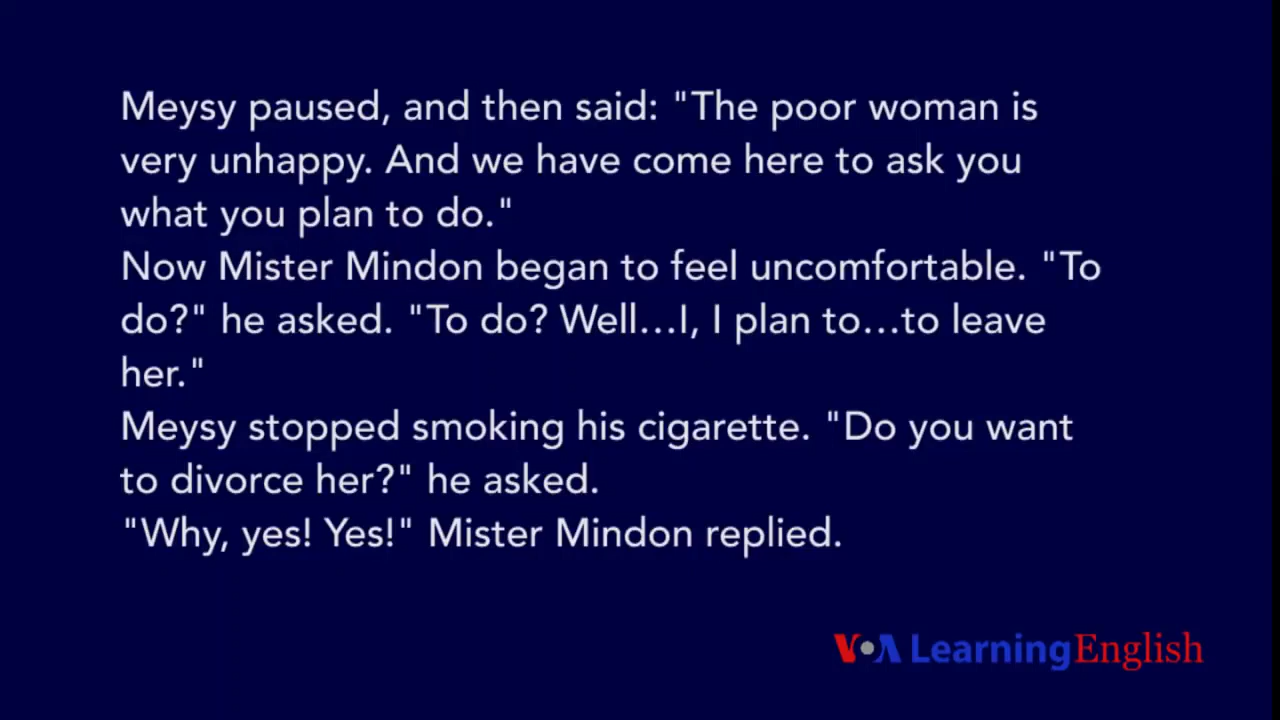 Meysy paused, and then said: "The poor woman is
very unhappy. And we have come here to ask you
what you plan to do."
Now Mister Mindon began to feel uncomfortable. "To
do?" he asked. "To do? Well...I, I plan to...to leave
her."
Meysy stopped smoking his cigarette. "Do you want
to divorce her?" he asked.
"Why, yes! Yes!" Mister Mindon replied.
VOA Learning English